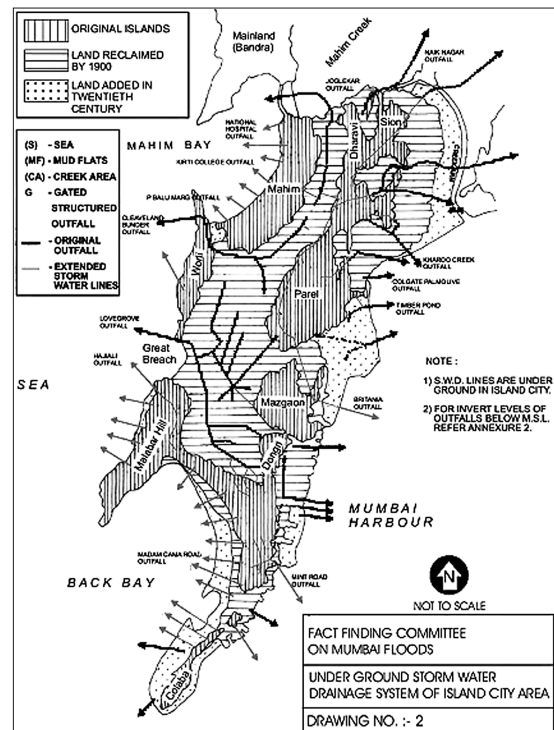 ORIGINAL ISLANDS
LAND RECLAIMED
BY 1900
LAND ADDED IN
TWENTIETH
CENTURY
(S) - SEA
(MF) - MUD FLATS
(CA) - CREEK AREA
G - GATED
STRUCTURED
OUTFALL
- ORIGINAL
OUTFALL
- EXTENDED
STORM
WATER LINES
Mainland
(Bandra)
Mahim Creek
NAIK NAGAR
OUTFALL
JOGLEKAR
OUTFALL
NATIONAL
HOSPITAL
OUTFALL
MAHIM BAY
KIRTI COLLEGE OUTFALL
Dharavi
Sion
Mahim
P BALU MARG OUTFALL
CLEAVELAND
BUNDER
OUTFALL
Worli
KHAROO CREEK
OUTFALL
COLGATE PALMOLIVE
OUTFALL
Parel
TIMBER POND
OUTFALL
LOVEGROVE
OUTFALL
Great
Breach
HAJIALI
OUTFALL
SEA
Mazgaon
BRITANIA
OUTFALL
Malabar Hill
Dongri
NOTE :
1) S.W.D. LINES ARE UNDER
GROUND IN ISLAND CITY.
2) FOR INVERT LEVELS OF
OUTFALLS BELOW M.S.L.
REFER ANNEXURE 2.
MUMBAI
HARBOUR
MADAM CAMA ROAD
OUTFALL
BACK BAY
MINT ROAD
OUTFALL
Colaba
N
NOT TO SCALE
FACT FINDING COMMITTEE
ON MUMBAI FLOODS
UNDER GROUND STORM WATER
DRAINAGE SYSTEM OF ISLAND CITY AREA
DRAWING NO. :- 2